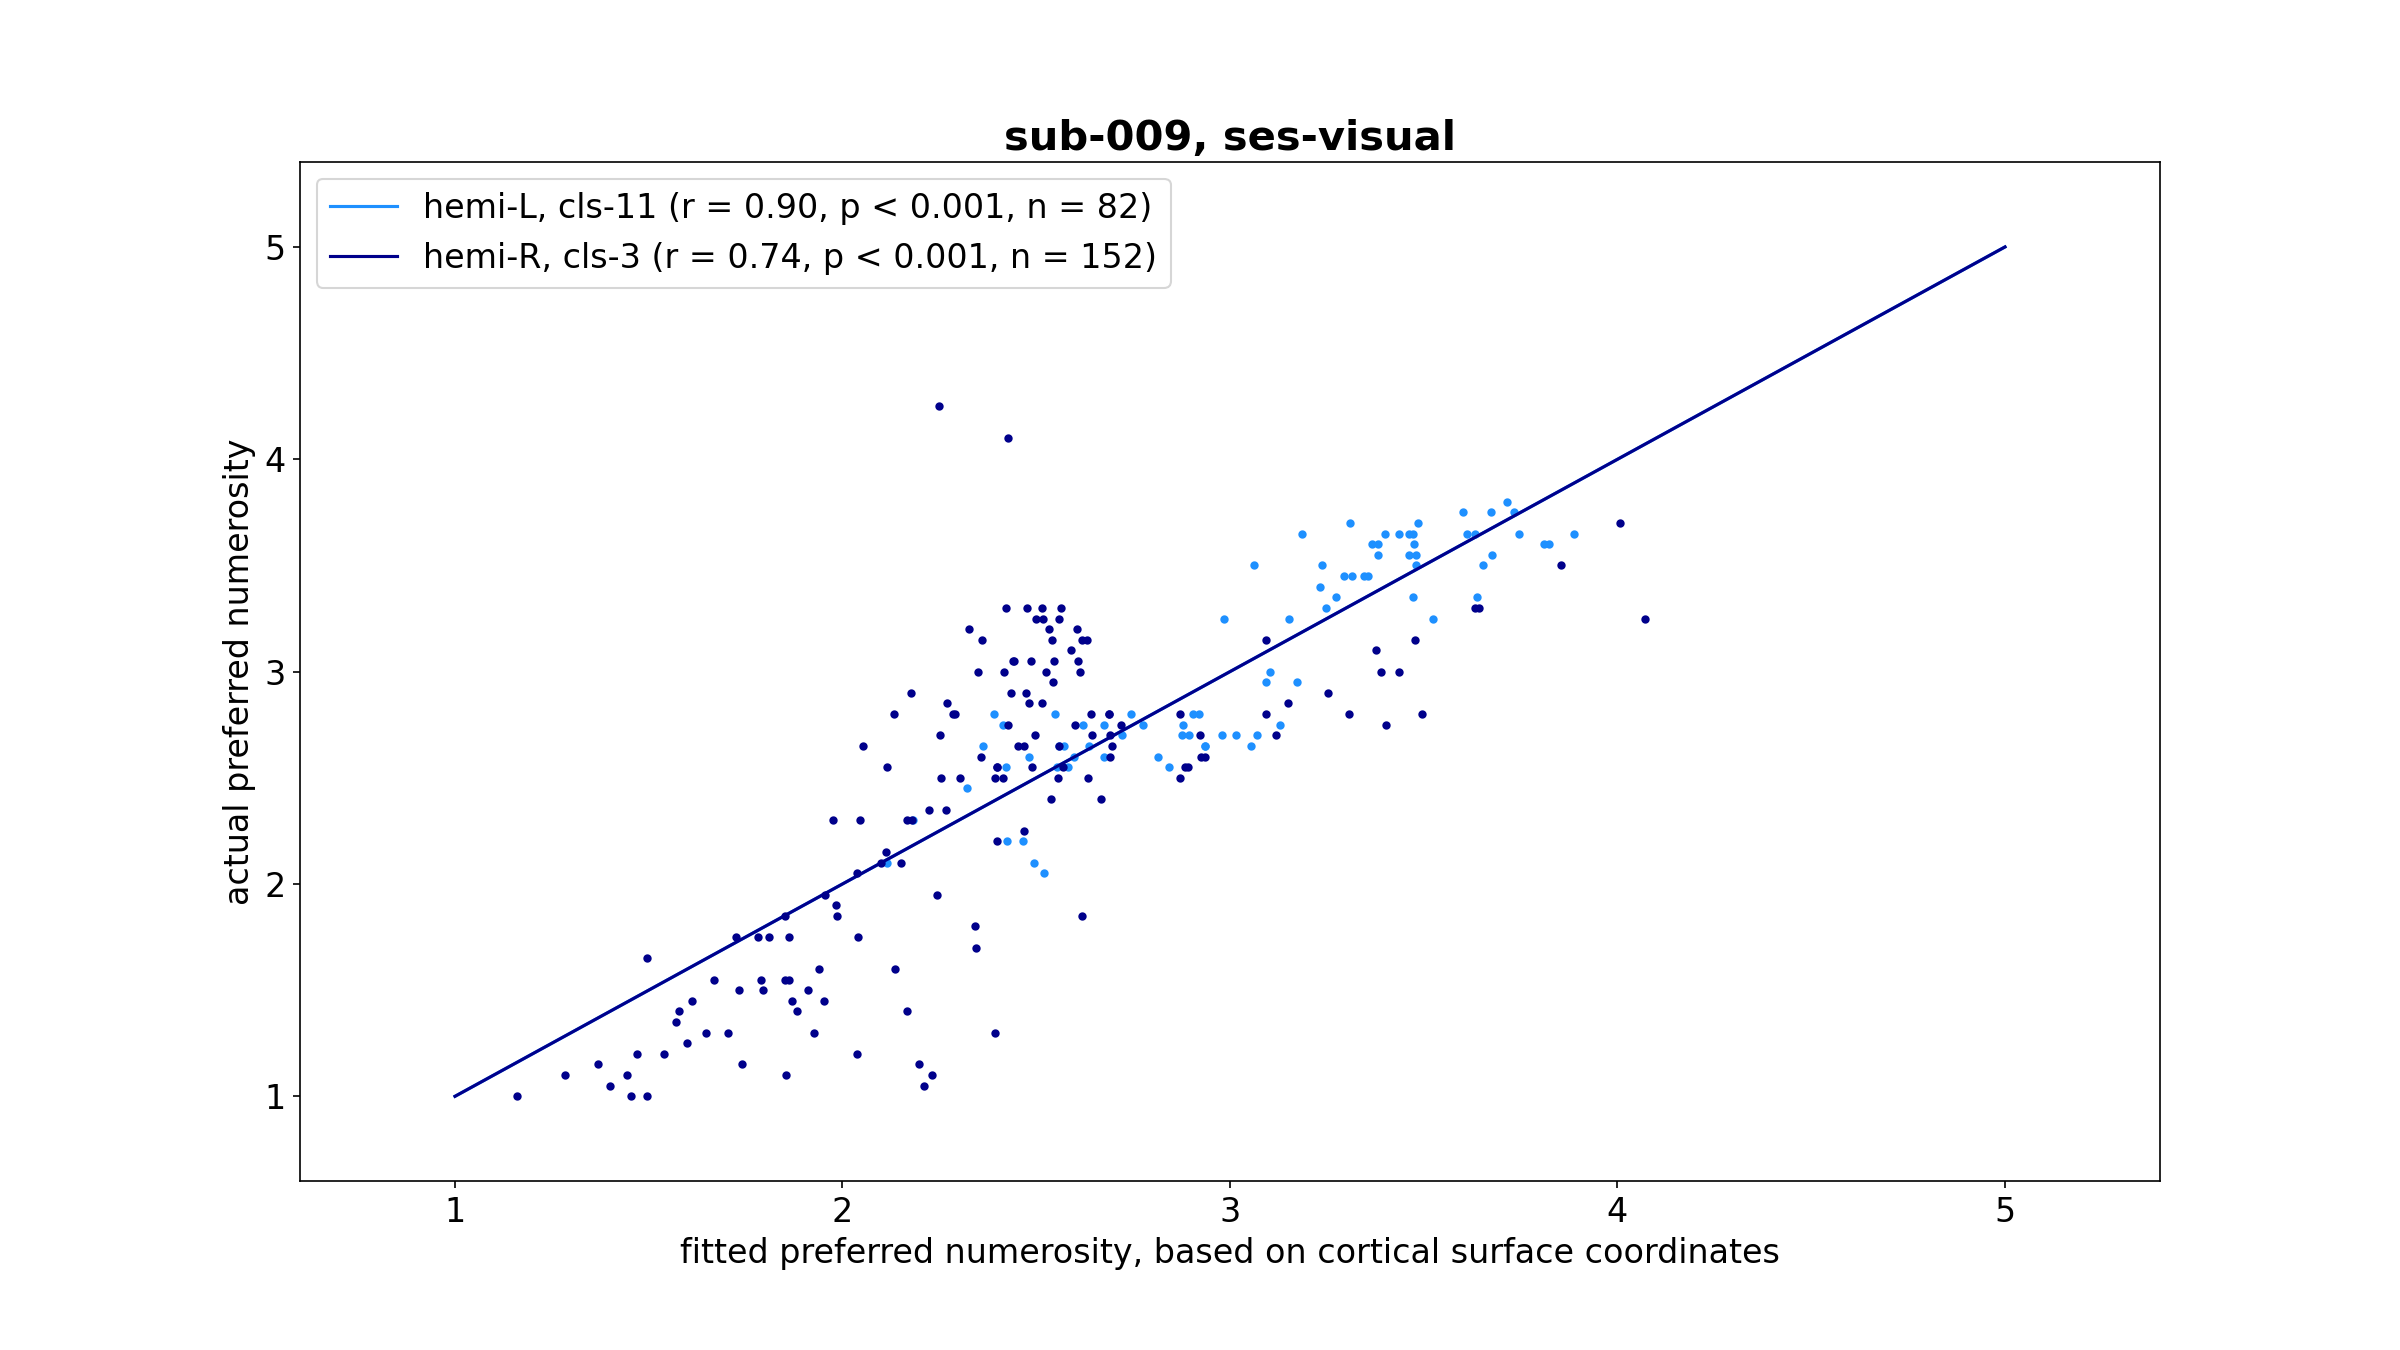 sub-009, ses-visual
hemi-L, cls-11 (r = 0.90, p < 0.001, n = 82)
hemi-R, cls-3 (r = 0.74, p < 0.001, n = 152)
actual preferred numerosity
5
4
3
2
1
1 2 3 4 5
fitted preferred numerosity, based on cortical surface coordinates